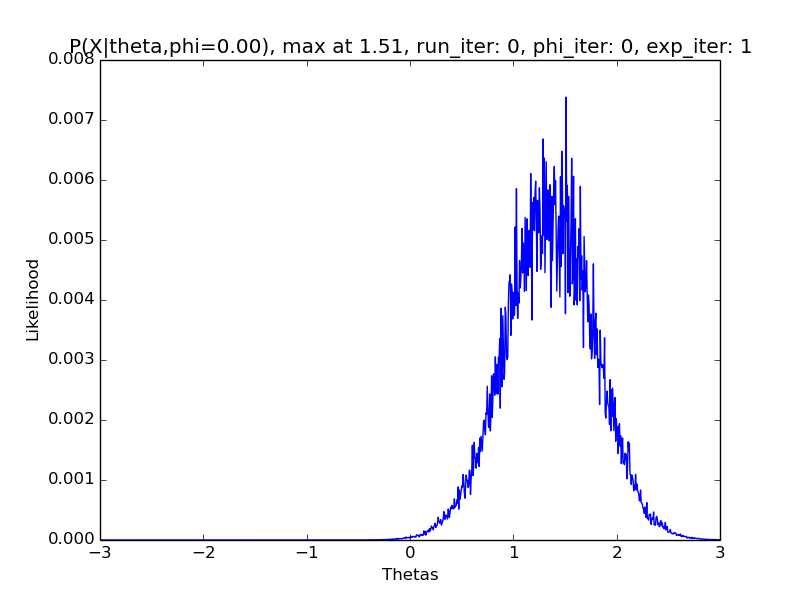 P(X|theta,phi=0.00), max at 1.51, run_iter: 0, phi_iter: 0, exp_iter: 1
0.008
0.007
0.006
0.005
0.004
0.003
0.002
0.001
0.000
Likelihood
−3 −2 −1 0 1 2 3
Thetas